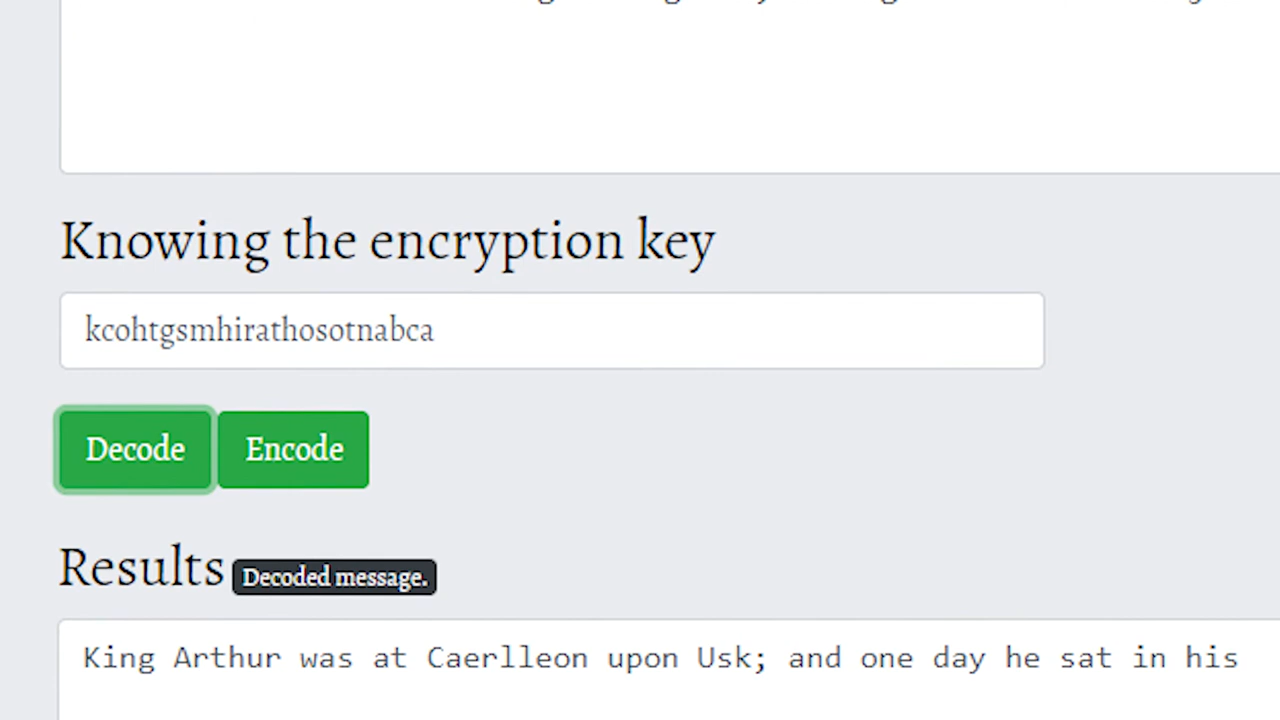 Knowing the encryption key
kcohtgsmhirathosotnabca
Decode Encode
Results Decoded message.
King Arthur was at Caerlleon upon Usk; and one day he sat in his